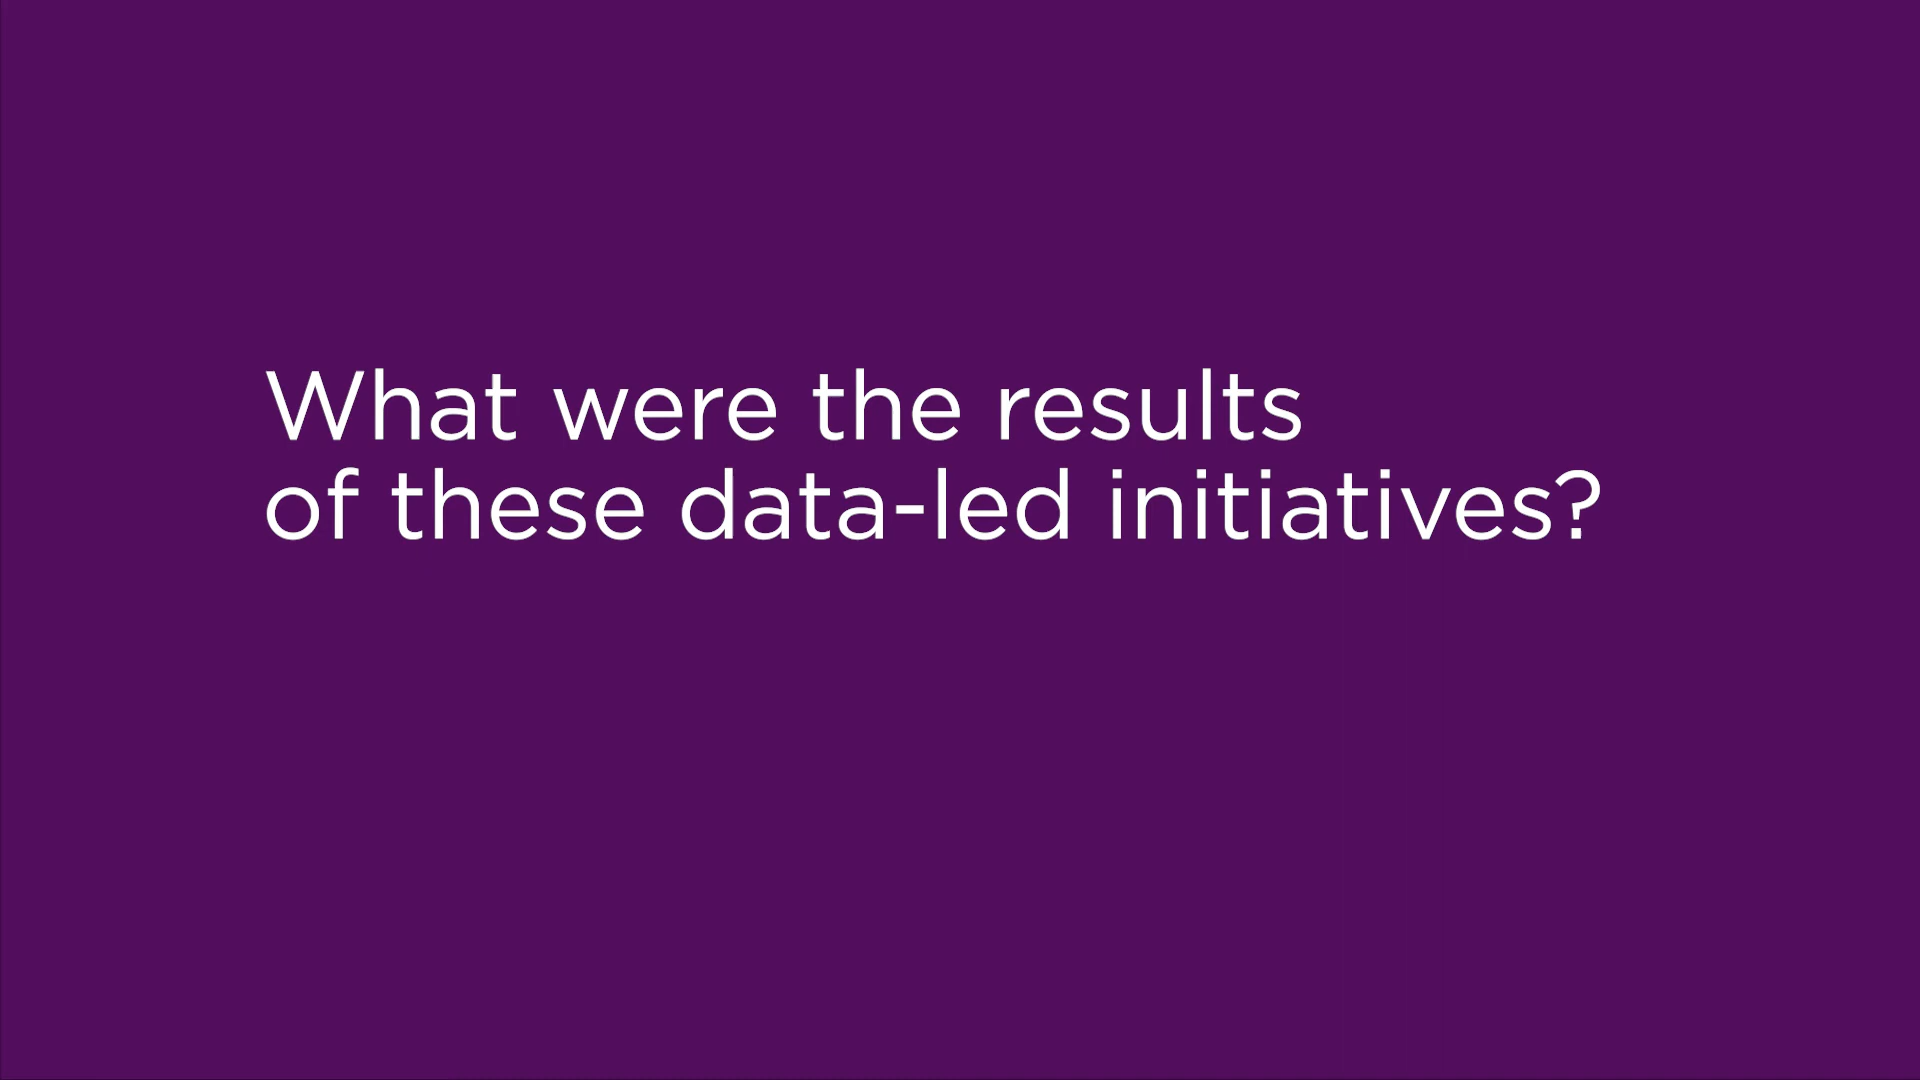 What were the results
of these data-led initiatives?